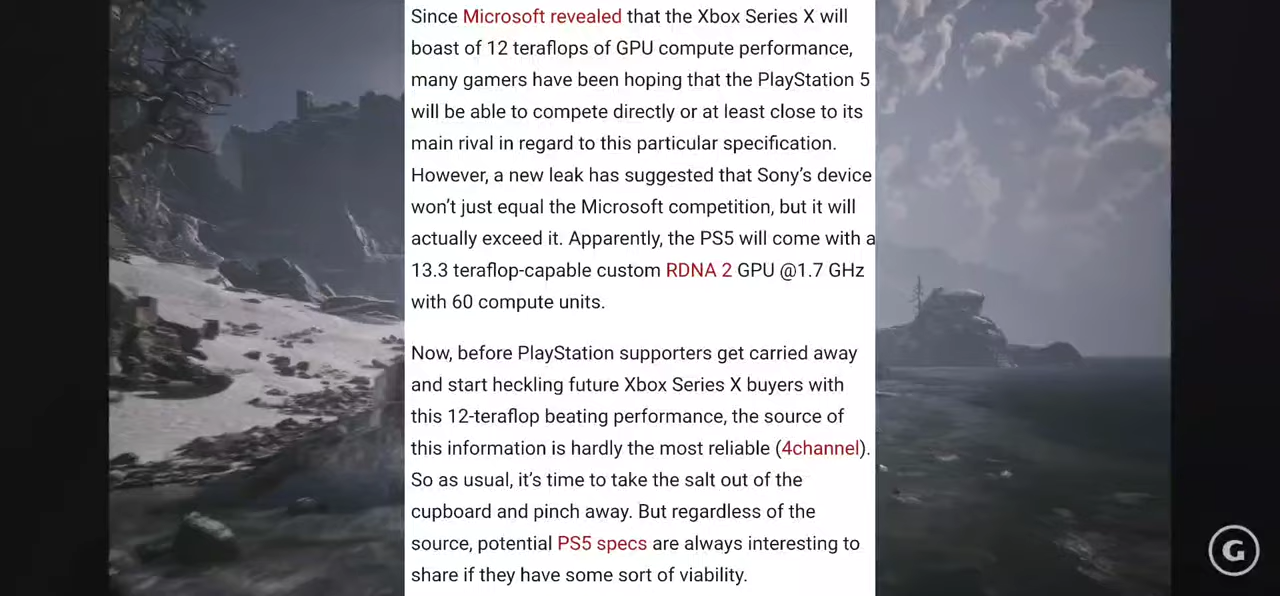 Since Microsoft revealed that the Xbox Series X will
boast of 12 teraflops of GPU compute performance,
many gamers have been hoping that the PlayStation 5
will be able to compete directly or at least close to its
main rival in regard to this particular specification.
However, a new leak has suggested that Sony’s device
won’t just equal the Microsoft competition, but it will
actually exceed it. Apparently, the PS5 will come with a
13.3 teraflop-capable custom RDNA 2 GPU @1.7 GHz
with 60 compute units.
Now, before PlayStation supporters get carried away
and start heckling future Xbox Series X buyers with
this 12-teraflop beating performance, the source of
this information is hardly the most reliable (4channel).
So as usual, it’s time to take the salt out of the
cupboard and pinch away. But regardless of the
source, potential PS5 specs are always interesting to
share if they have some sort of viability.
G